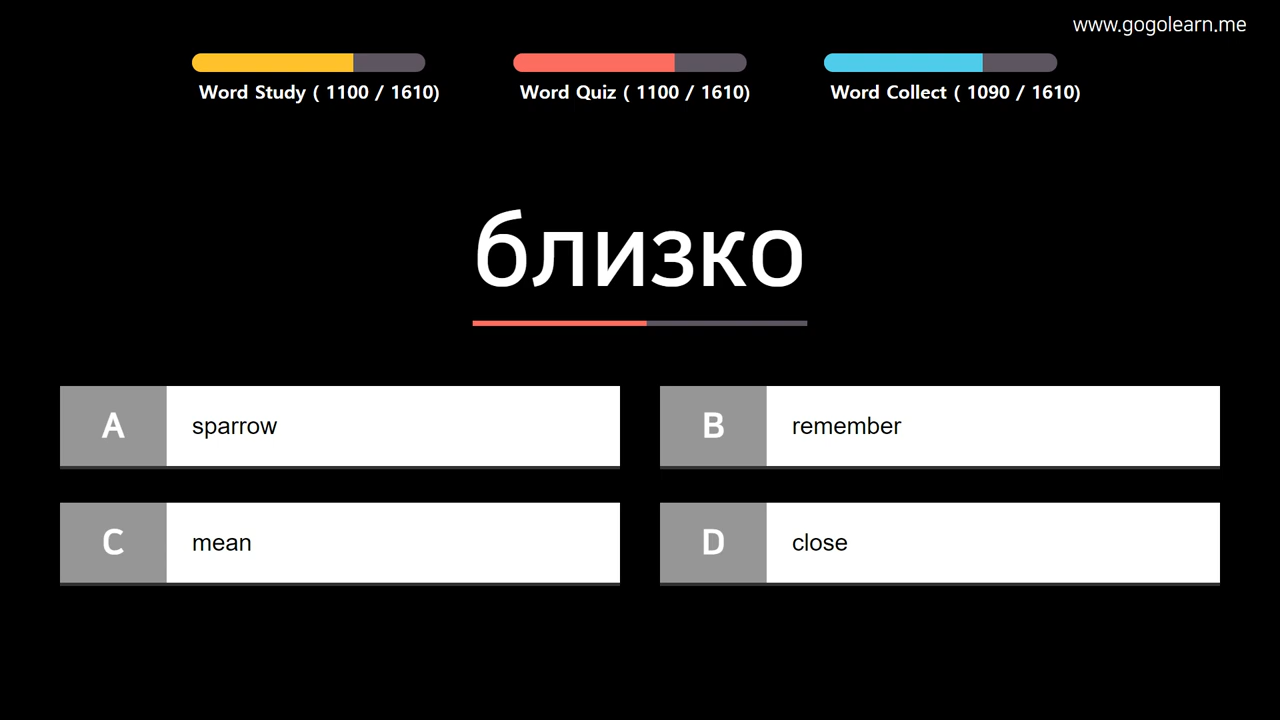 www.gogolearn.me
Word Study ( 1100 / 1610)
Word Quiz ( 1100 / 1610)
Word Collect ( 1090 / 1610)
близко
A sparrow
B remember
C mean
D close